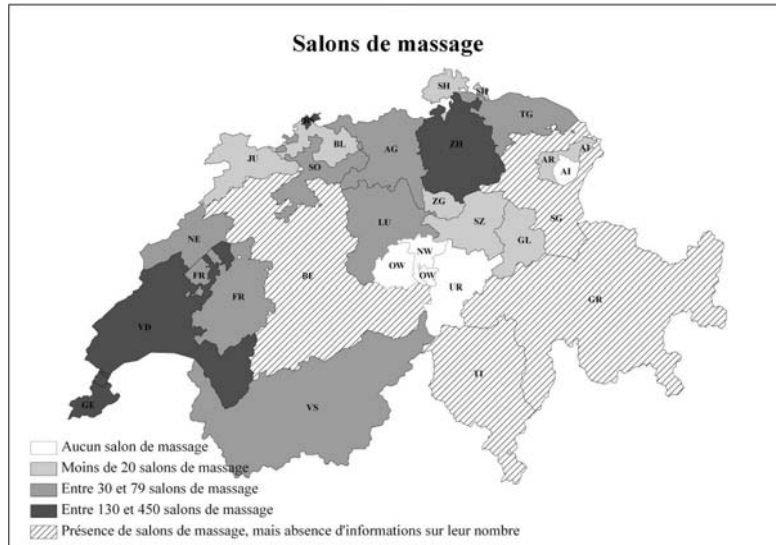 Salons de massage
SH
SH
TG
BL
AG
ZH
JU
SO
AR
AI
AI
ZG
SZ
SG
LU
GL
NE
NW
OW
OW
BE
FR
FR
UR
GR
VD
TI
GE
VS
Aucun salon de massage
Moins de 20 salons de massage
Entre 30 et 79 salons de massage
Entre 130 et 450 salons de massage
Présence de salons de massage, mais absence d'informations sur leur nombre